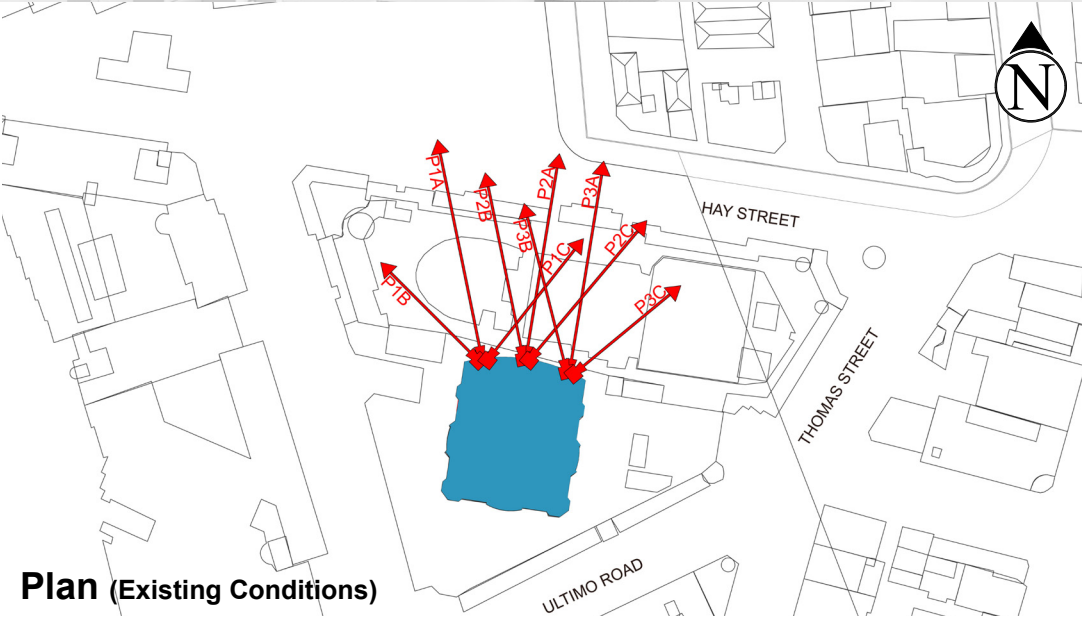 N
P1A
P2B
P2A
P3A
P3B
P1C
P2C
HAY STREET
P1B
P3C
THOMAS STREET
ULTIMO ROAD
Plan (Existing Conditions)